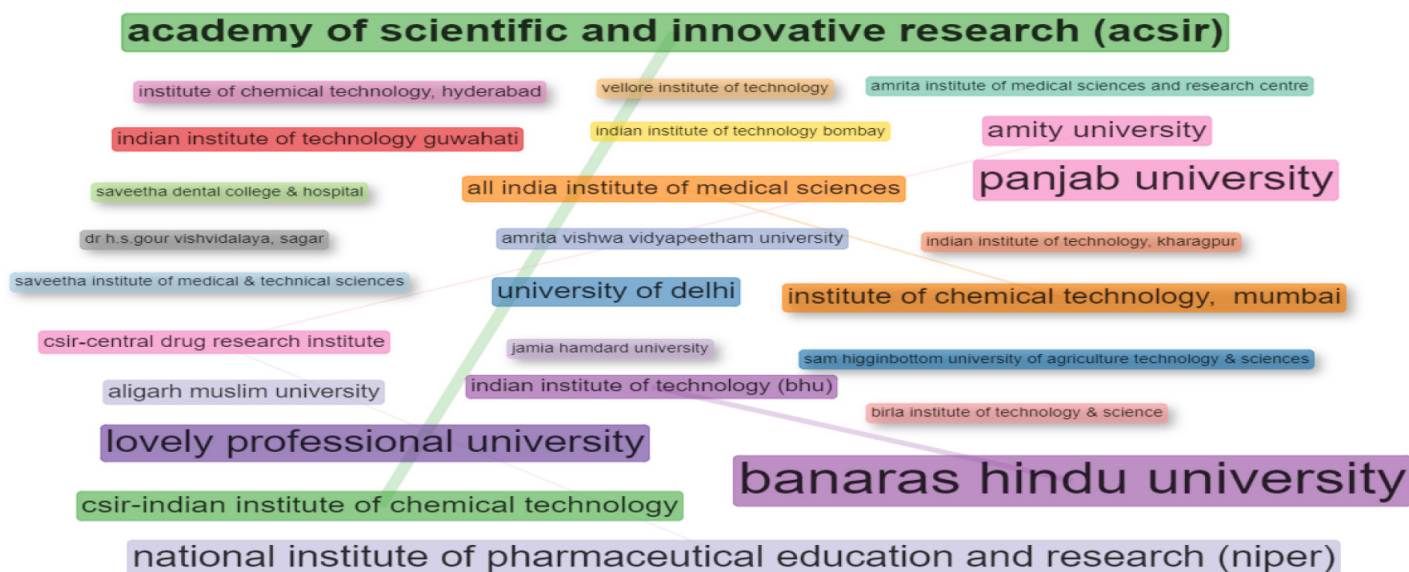 academy of scientific and innovative research (acsir)
institute of chemical technology, hyderabad
vellore institute of technology
amrita institute of medical sciences and research centre
indian institute of technology guwahati
indian institute of technology bombay
amity university
saveetha dental college & hospital
all india institute of medical sciences
panjab university
dr h.s.gour vishvidalaya, sagar
amrita vishwa vidyapeetham university
indian institute of technology, kharagpur
saveetha institute of medical & technical sciences
university of delhi
institute of chemical technology, mumbai
csir-central drug research institute
jamia hamdard university
sam higginbottom university of agriculture technology & sciences
aligarh muslim university
indian institute of technology (bhu)
birla institute of technology & science
lovely professional university
banaras hindu university
csir-indian institute of chemical technology
national institute of pharmaceutical education and research (niper)